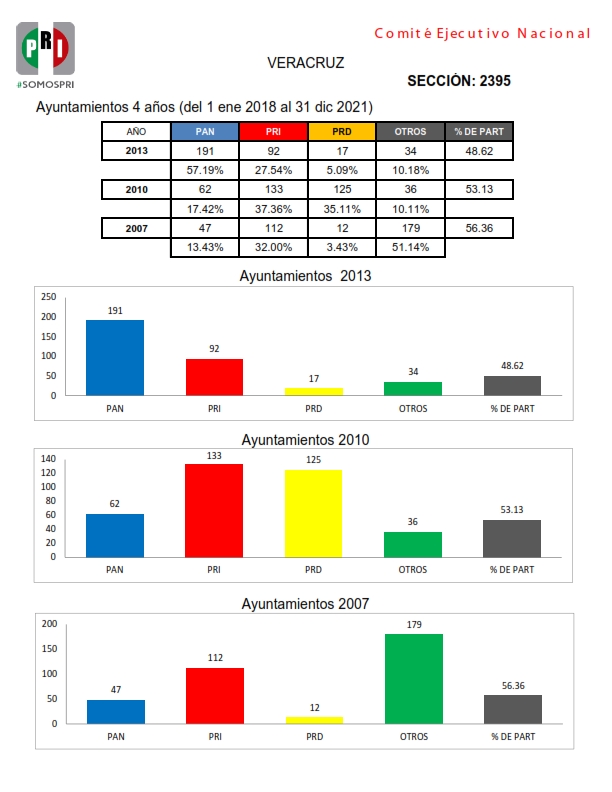 Comité Ejecutivo Nacional
PRI
#SOMOSPRI
VERACRUZ
SECCIÓN: 2395
Ayuntamientos 4 años (del 1 ene 2018 al 31 dic 2021)
AÑO PAN PRI PRD OTROS % DE PART
2013 191 92 17 34 48.62
57.19% 27.54% 5.09% 10.18%
2010 62 133 125 36 53.13
17.42% 37.36% 35.11% 10.11%
2007 47 112 12 179 56.36
13.43% 32.00% 3.43% 51.14%
Ayuntamientos 2013
250
200
150
100
50
0
191
92
17
34
48.62
PAN PRI PRD OTROS % DE PART
Ayuntamientos 2010
140
120
100
80
60
40
20
0
62
133
125
36
53.13
PAN PRI PRD OTROS % DE PART
Ayuntamientos 2007
200
150
100
50
0
47
112
12
179
56.36
PAN PRI PRD OTROS % DE PART